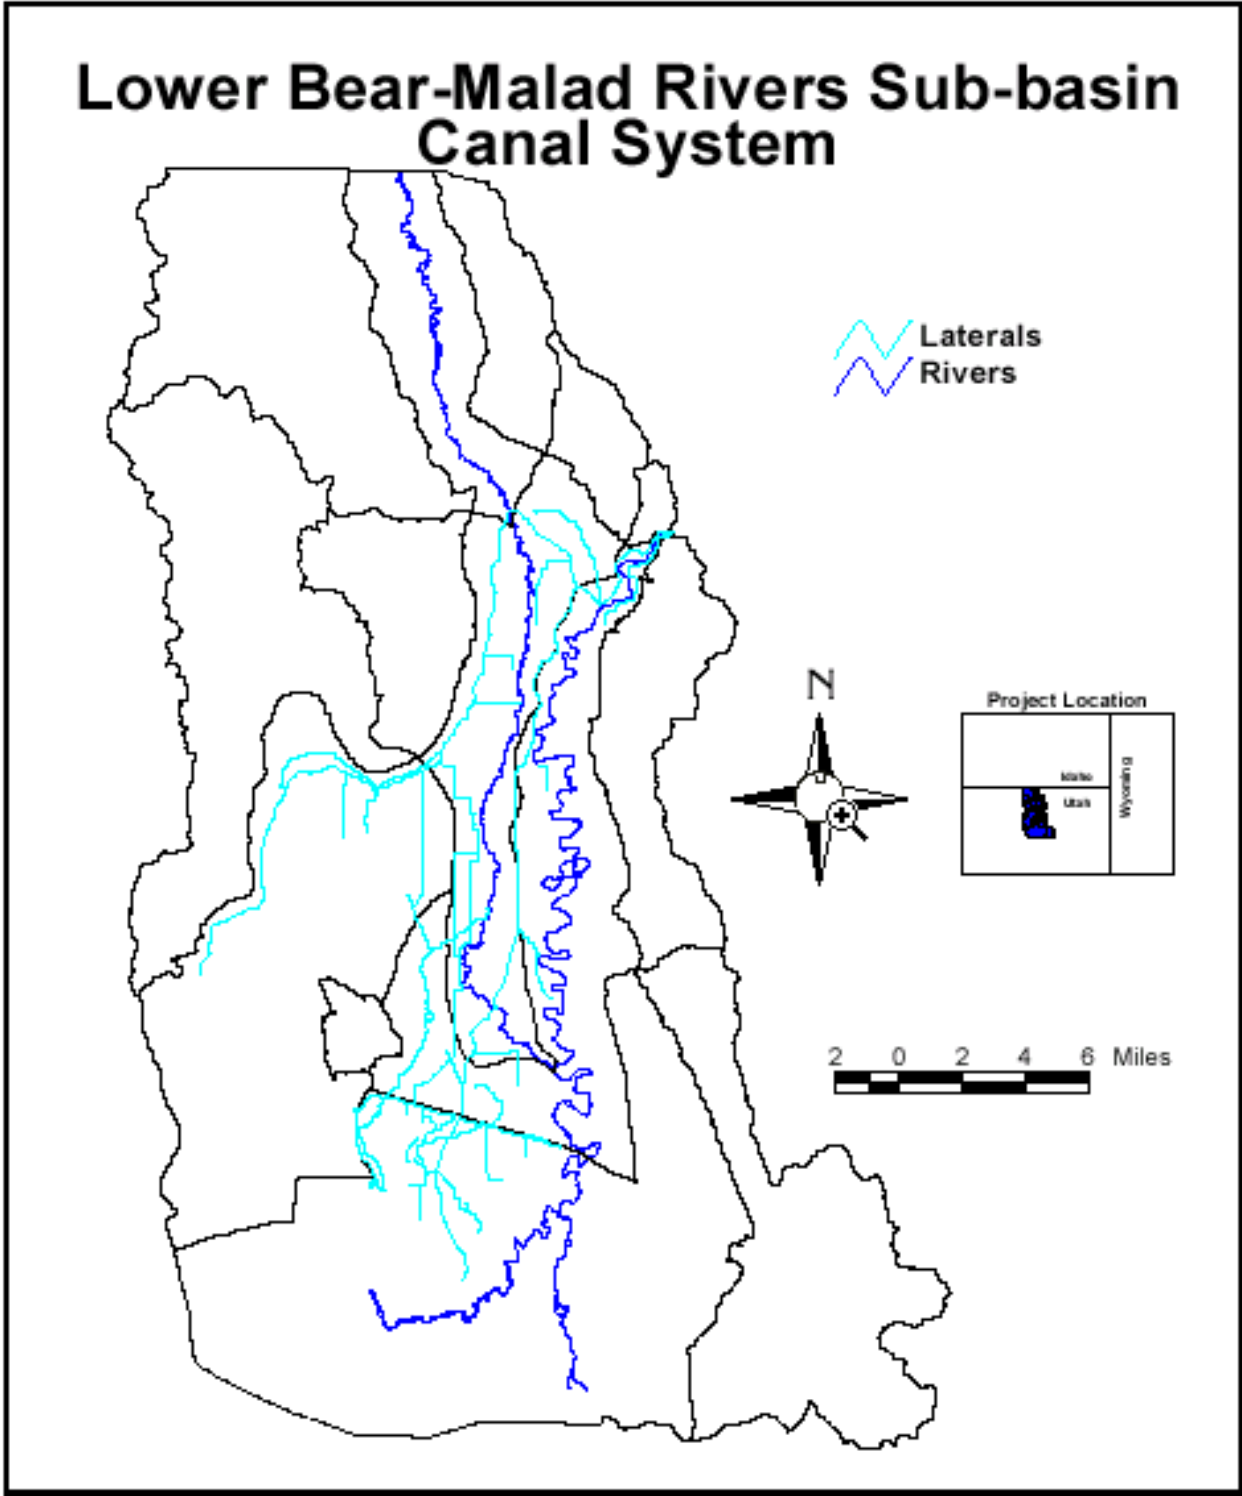 Lower Bear-Malad Rivers Sub-basin
Canal System
Laterals
Rivers
N
Project Location
Idaho
Utah
Wyoming
2 0 2 4 6 Miles